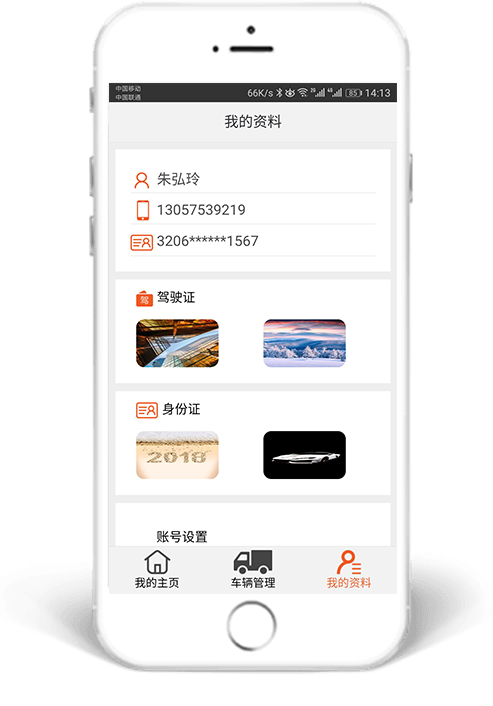 中国移动
中国联通
66K/s 2G 4G 85 14:13
我的资料
朱弘玲
13057539219
3206******1567
驾 驾驶证
身份证
2018
账号设置
我的主页 车辆管理 我的资料